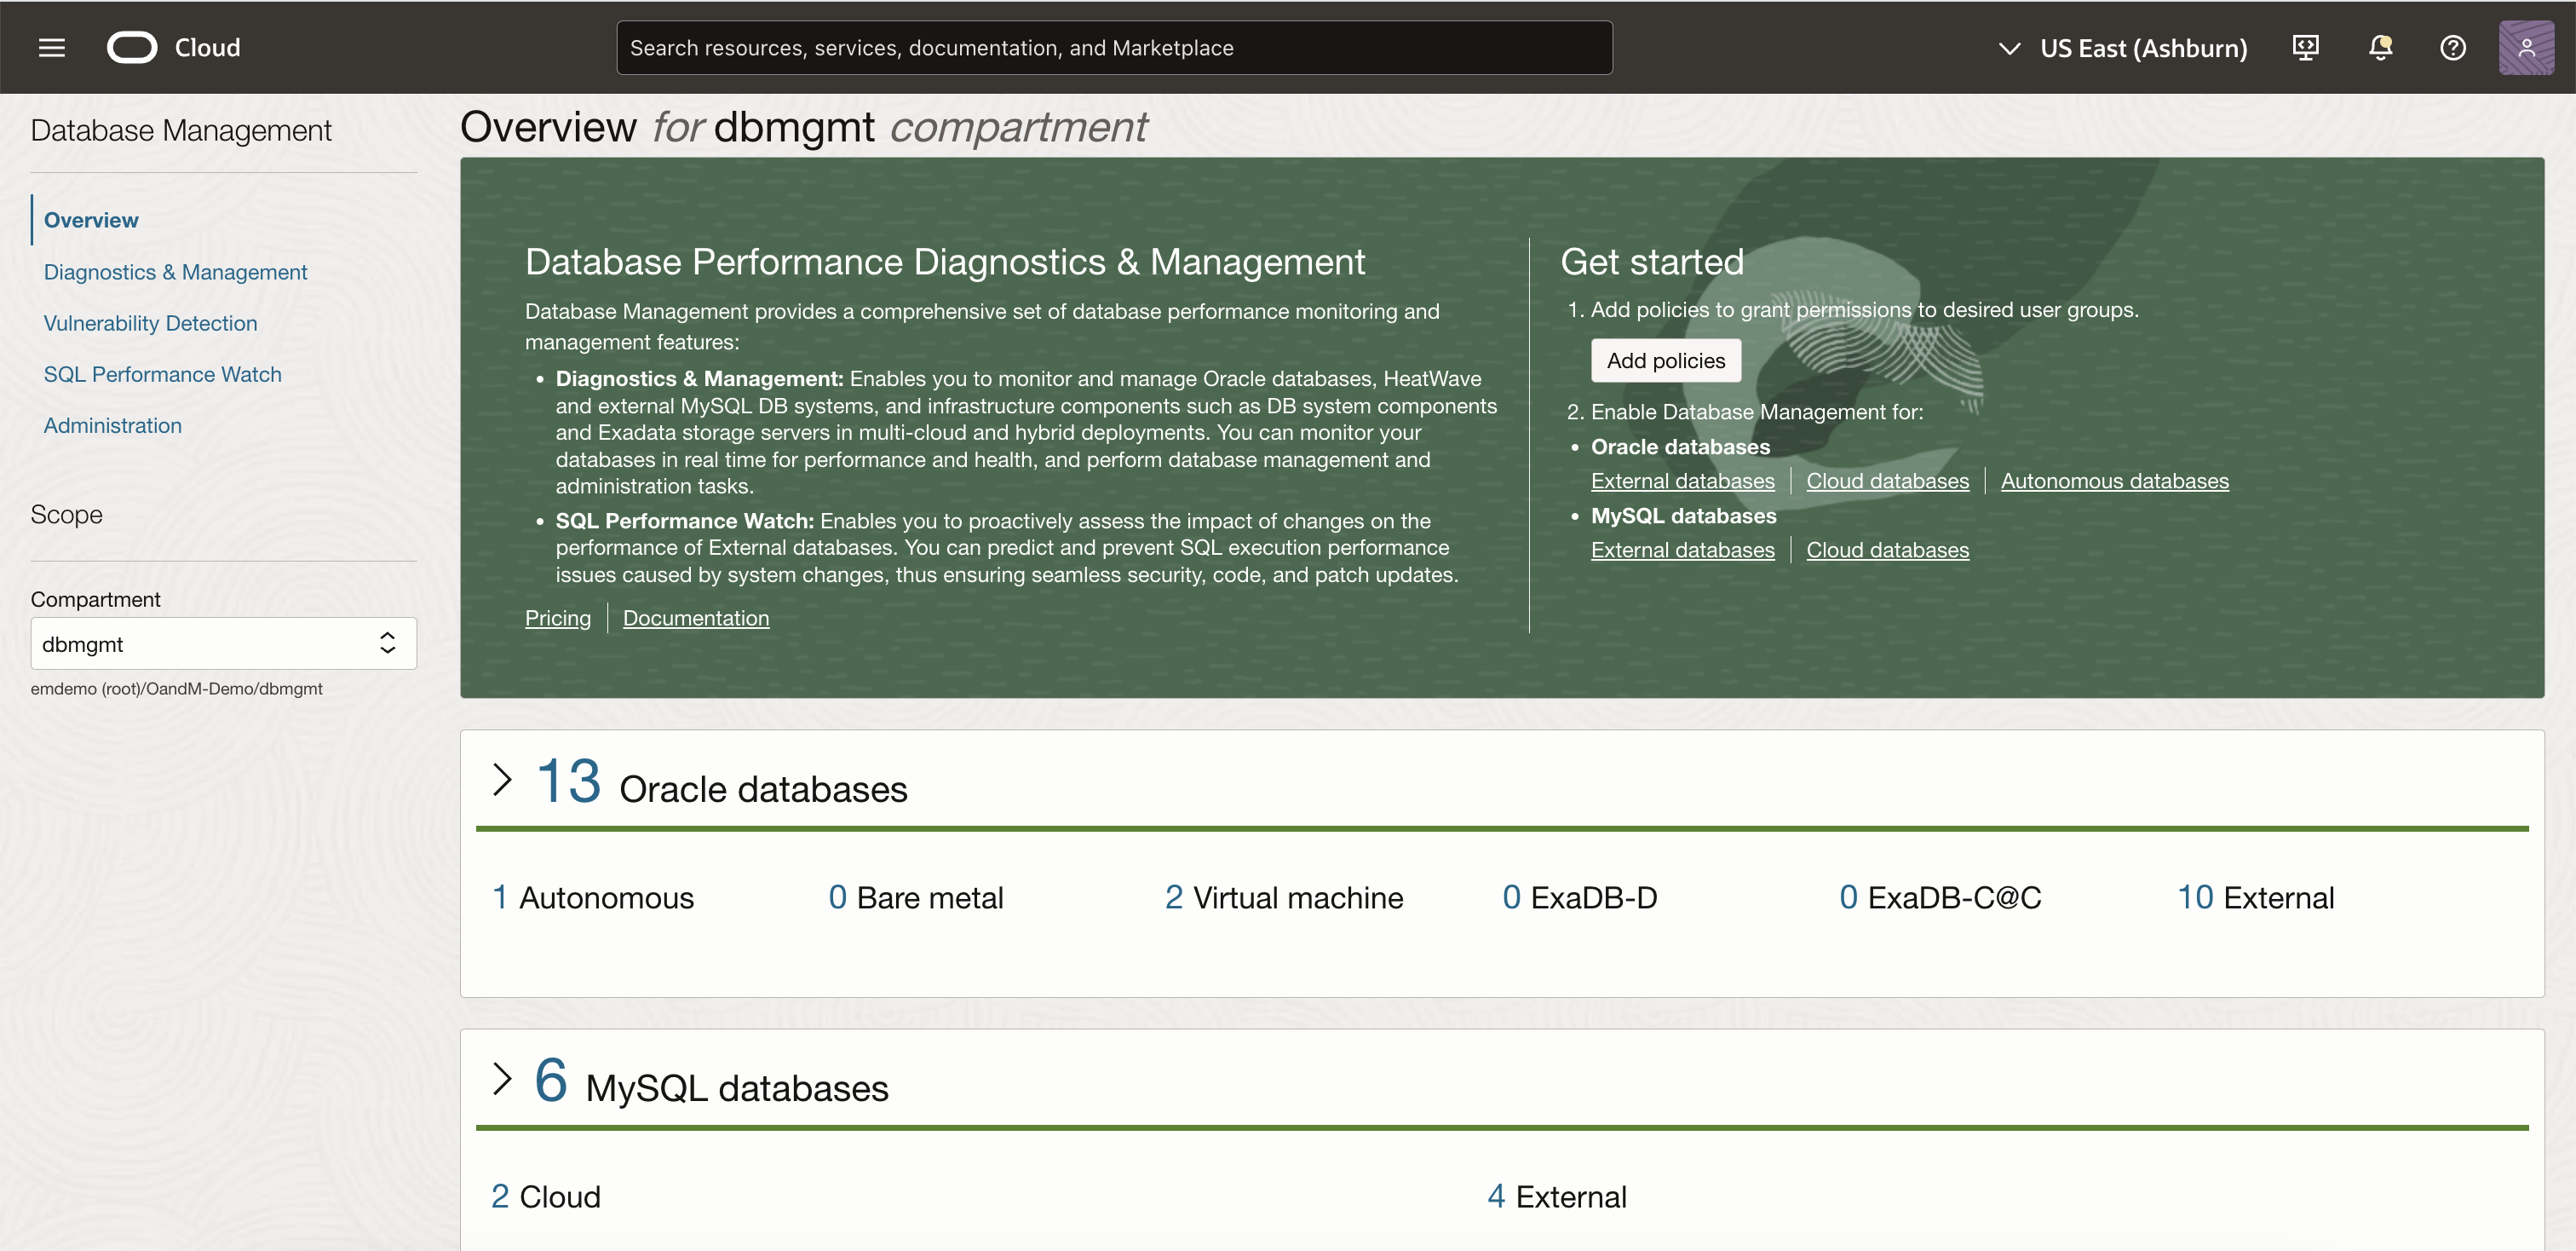 Cloud
Search resources, services, documentation, and Marketplace
US East (Ashburn)
Database Management
Overview
Diagnostics & Management
Vulnerability Detection
SQL Performance Watch
Administration
Scope
Compartment
dbmgmt
emdemo (root)/OandM-Demo/dbmgmt
Overview for dbmgmt compartment
Database Performance Diagnostics & Management
Database Management provides a comprehensive set of database performance monitoring and
management features:
• Diagnostics & Management: Enables you to monitor and manage Oracle databases, HeatWave
and external MySQL DB systems, and infrastructure components such as DB system components
and Exadata storage servers in multi-cloud and hybrid deployments. You can monitor your
databases in real time for performance and health, and perform database management and
administration tasks.
• SQL Performance Watch: Enables you to proactively assess the impact of changes on the
performance of External databases. You can predict and prevent SQL execution performance
issues caused by system changes, thus ensuring seamless security, code, and patch updates.
Pricing Documentation
Get started
1. Add policies to grant permissions to desired user groups.
Add policies
2. Enable Database Management for:
• Oracle databases
External databases Cloud databases Autonomous databases
• MySQL databases
External databases Cloud databases
13 Oracle databases
1 Autonomous 0 Bare metal 2 Virtual machine 0 ExaDB-D 0 ExaDB-C@C 10 External
6 MySQL databases
2 Cloud 4 External